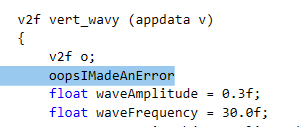 v2f vert_wavy (appdata v)
{
v2f o;
oopsIMadeAnError
float waveAmplitude = 0.3f;
float waveFrequency = 30.0f;